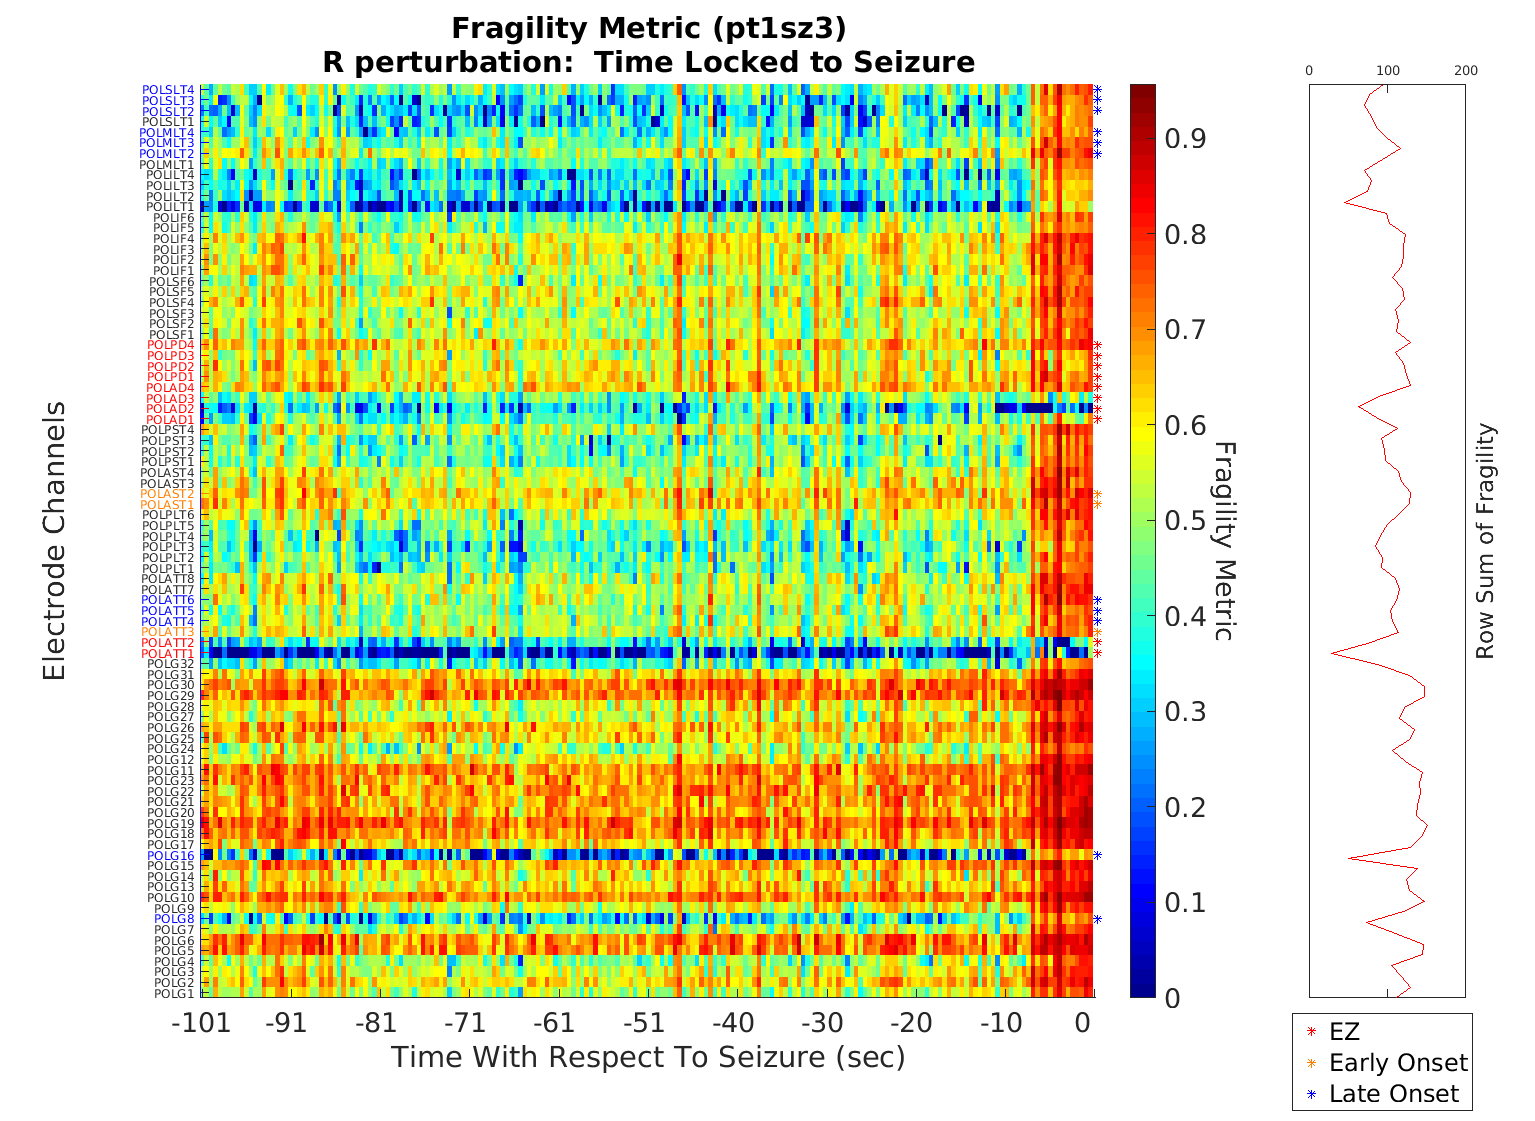 Fragility Metric (pt1sz3)
R perturbation: Time Locked to Seizure
Electrode Channels
POLSLT4
POLSLT3
POLSLT2
POLSLT1
POLMLT4
POLMLT3
POLMLT2
POLMLT1
POLILT4
POLILT3
POLILT2
POLILT1
POLIF6
POLIF5
POLIF4
POLIF3
POLIF2
POLIF1
POLSF6
POLSF5
POLSF4
POLSF3
POLSF2
POLSF1
POLPD4
POLPD3
POLPD2
POLPD1
POLAD4
POLAD3
POLAD2
POLAD1
POLPST4
POLPST3
POLPST2
POLPST1
POLAST4
POLAST3
POLAST2
POLAST1
POLPLT6
POLPLT5
POLPLT4
POLPLT3
POLPLT2
POLPLT1
POLATT8
POLATT7
POLATT6
POLATT5
POLATT4
POLATT3
POLATT2
POLATT1
POLG32
POLG31
POLG30
POLG29
POLG28
POLG27
POLG26
POLG25
POLG24
POLG12
POLG11
POLG23
POLG22
POLG21
POLG20
POLG19
POLG18
POLG17
POLG16
POLG15
POLG14
POLG13
POLG10
POLG9
POLG8
POLG7
POLG6
POLG5
POLG4
POLG3
POLG2
POLG1
-101 -91 -81 -71 -61 -51 -40 -30 -20 -10 0
Time With Respect To Seizure (sec)
0.9
0.8
0.7
0.6
0.5
0.4
0.3
0.2
0.1
0
Fragility Metric
0 100 200
Row Sum of Fragility
EZ
Early Onset
Late Onset